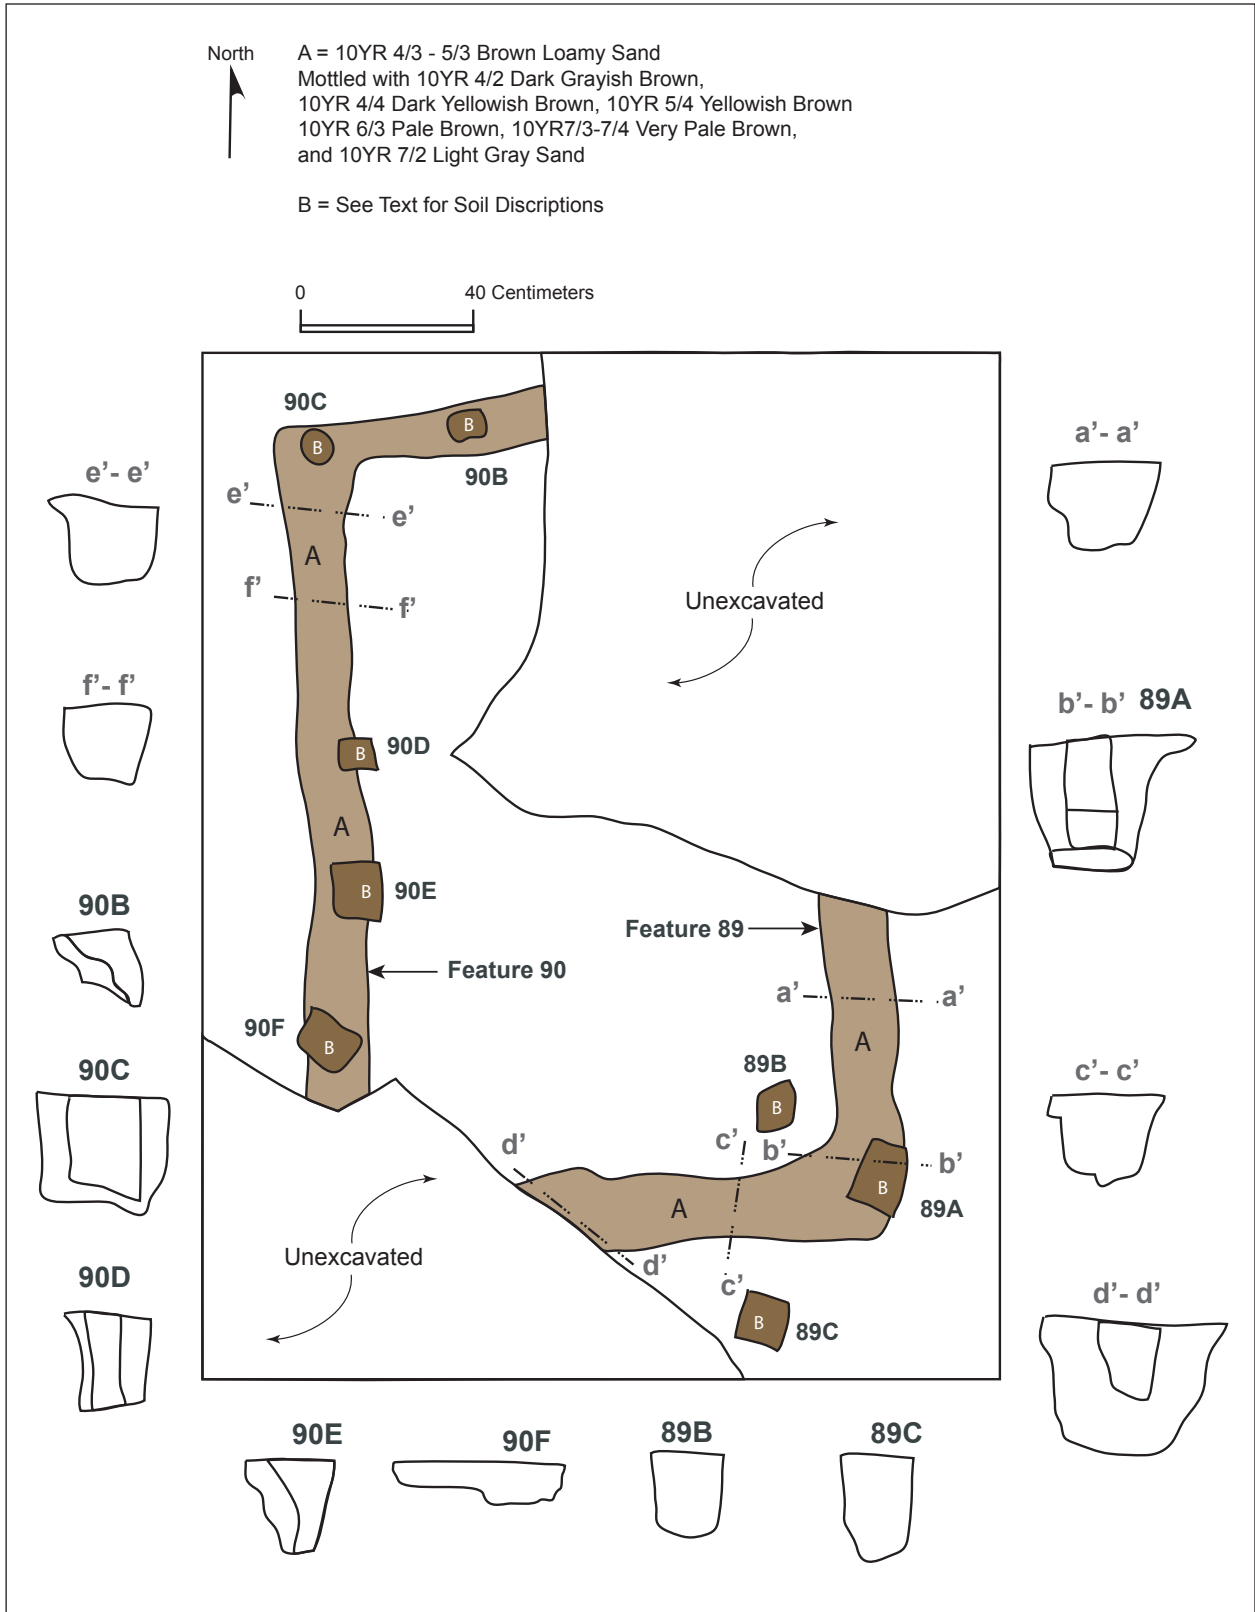 North
A = 10YR 4/3 - 5/3 Brown Loamy Sand
Mottled with 10YR 4/2 Dark Grayish Brown,
10YR 4/4 Dark Yellowish Brown, 10YR 5/4 Yellowish Brown
10YR 6/3 Pale Brown, 10YR7/3-7/4 Very Pale Brown,
and 10YR 7/2 Light Gray Sand
B = See Text for Soil Discriptions
0 40 Centimeters
90C
B
B
90B
e’- e’
a’- a’
e’
e’
A
f’
f’
Unexcavated
f’- f’
b’- b’ 89A
B
90D
A
B
90E
90B
Feature 89
Feature 90
a’
a’
A
90F
B
90C
89B
B
c’- c’
d’
c’
b’
b’
B
89A
A
Unexcavated
d’
c’
90D
d’- d’
B
89C
90E
90F
89B
89C